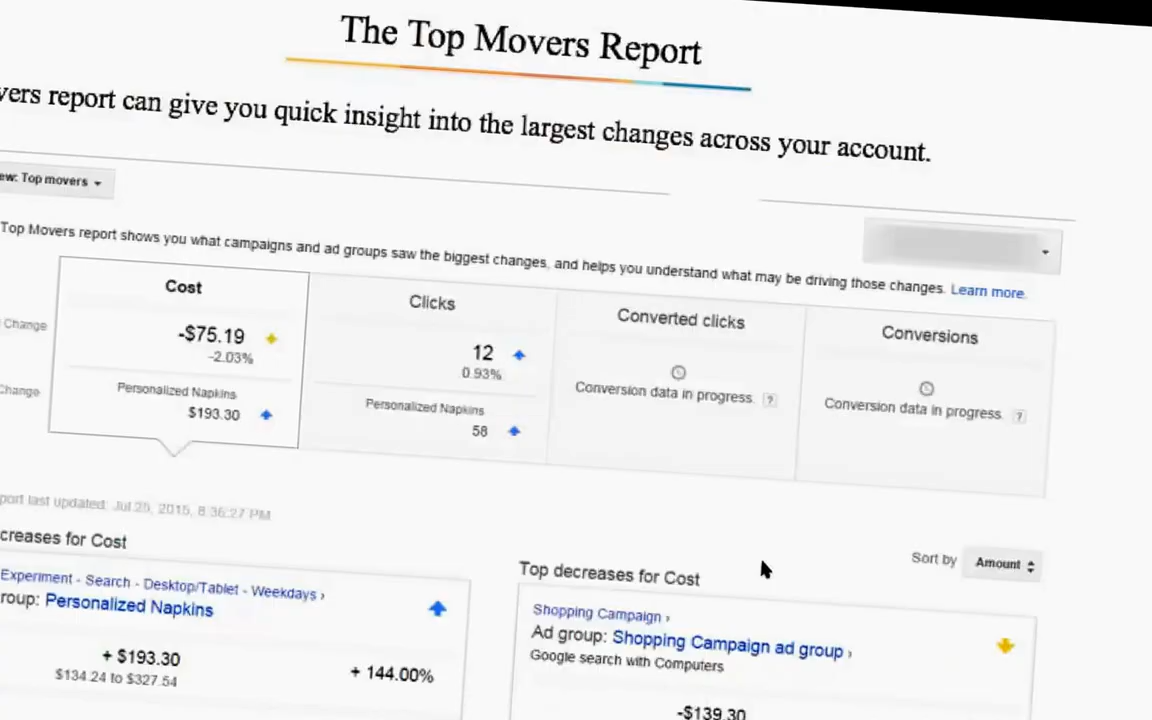 The Top Movers Report
report can give you quick insight into the largest changes across your account.
Top movers
Top Movers report shows you what campaigns and ad groups saw the biggest changes, and helps you understand what may be driving those changes. Learn more.
Cost
Clicks
Converted clicks
Conversions
Change
-$75.19
-2.03%
12
0.93%
Conversion data in progress ?
Conversion data in progress ?
Change
Personalized Napkins
$193.30
Personalized Napkins
58
last updated: Jul 25, 2015, 8:36:27 PM
for Cost
Sort by Amount
Top decreases for Cost
Experiment - Search - Desktop/Tablet - Weekdays ›
Personalized Napkins
+ $193.30
$134.24 to $327.54
+ 144.00%
Shopping Campaign ›
Ad group: Shopping Campaign ad group ›
Google search with Computers
-$139.30